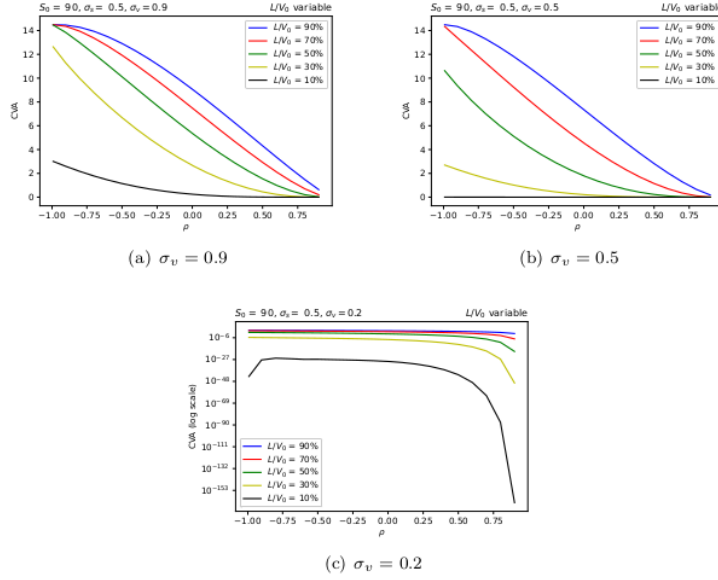 S₀ = 90, σₛ= 0.5, σᵥ=0.9 L/V₀ variable
CVA
14
12
10
8
6
4
2
0
L/V₀ = 90%
L/V₀ = 70%
L/V₀ = 50%
L/V₀ = 30%
L/V₀ = 10%
−1.00 −0.75 −0.50 −0.25 0.00 0.25 0.50 0.75
ρ
(a) σᵥ = 0.9
S₀ = 90, σₛ= 0.5, σᵥ=0.5 L/V₀ variable
CVA
14
12
10
8
6
4
2
0
L/V₀ = 90%
L/V₀ = 70%
L/V₀ = 50%
L/V₀ = 30%
L/V₀ = 10%
−1.00 −0.75 −0.50 −0.25 0.00 0.25 0.50 0.75
ρ
(b) σᵥ = 0.5
S₀ = 90, σₛ= 0.5, σᵥ=0.2 L/V₀ variable
CVA (log scale)
10⁻⁶
10⁻²⁷
10⁻⁴⁸
10⁻⁶⁹
10⁻⁹⁰
10⁻¹¹¹
10⁻¹³²
10⁻¹⁵³
L/V₀ = 90%
L/V₀ = 70%
L/V₀ = 50%
L/V₀ = 30%
L/V₀ = 10%
−1.00 −0.75 −0.50 −0.25 0.00 0.25 0.50 0.75
ρ
(c) σᵥ = 0.2